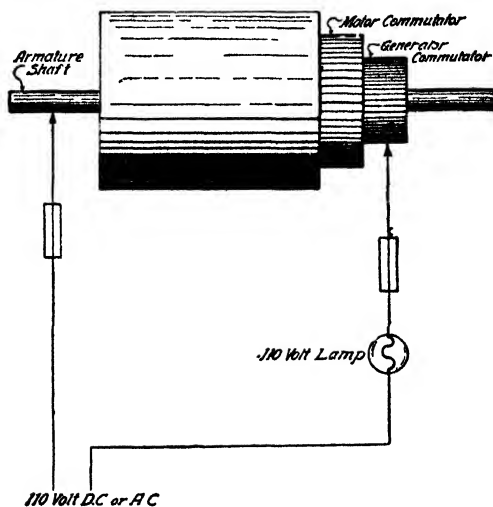 Motor Commutator
Armature
Shaft
Generator
Commutator
110 Volt Lamp
110 Volt D.C or A C